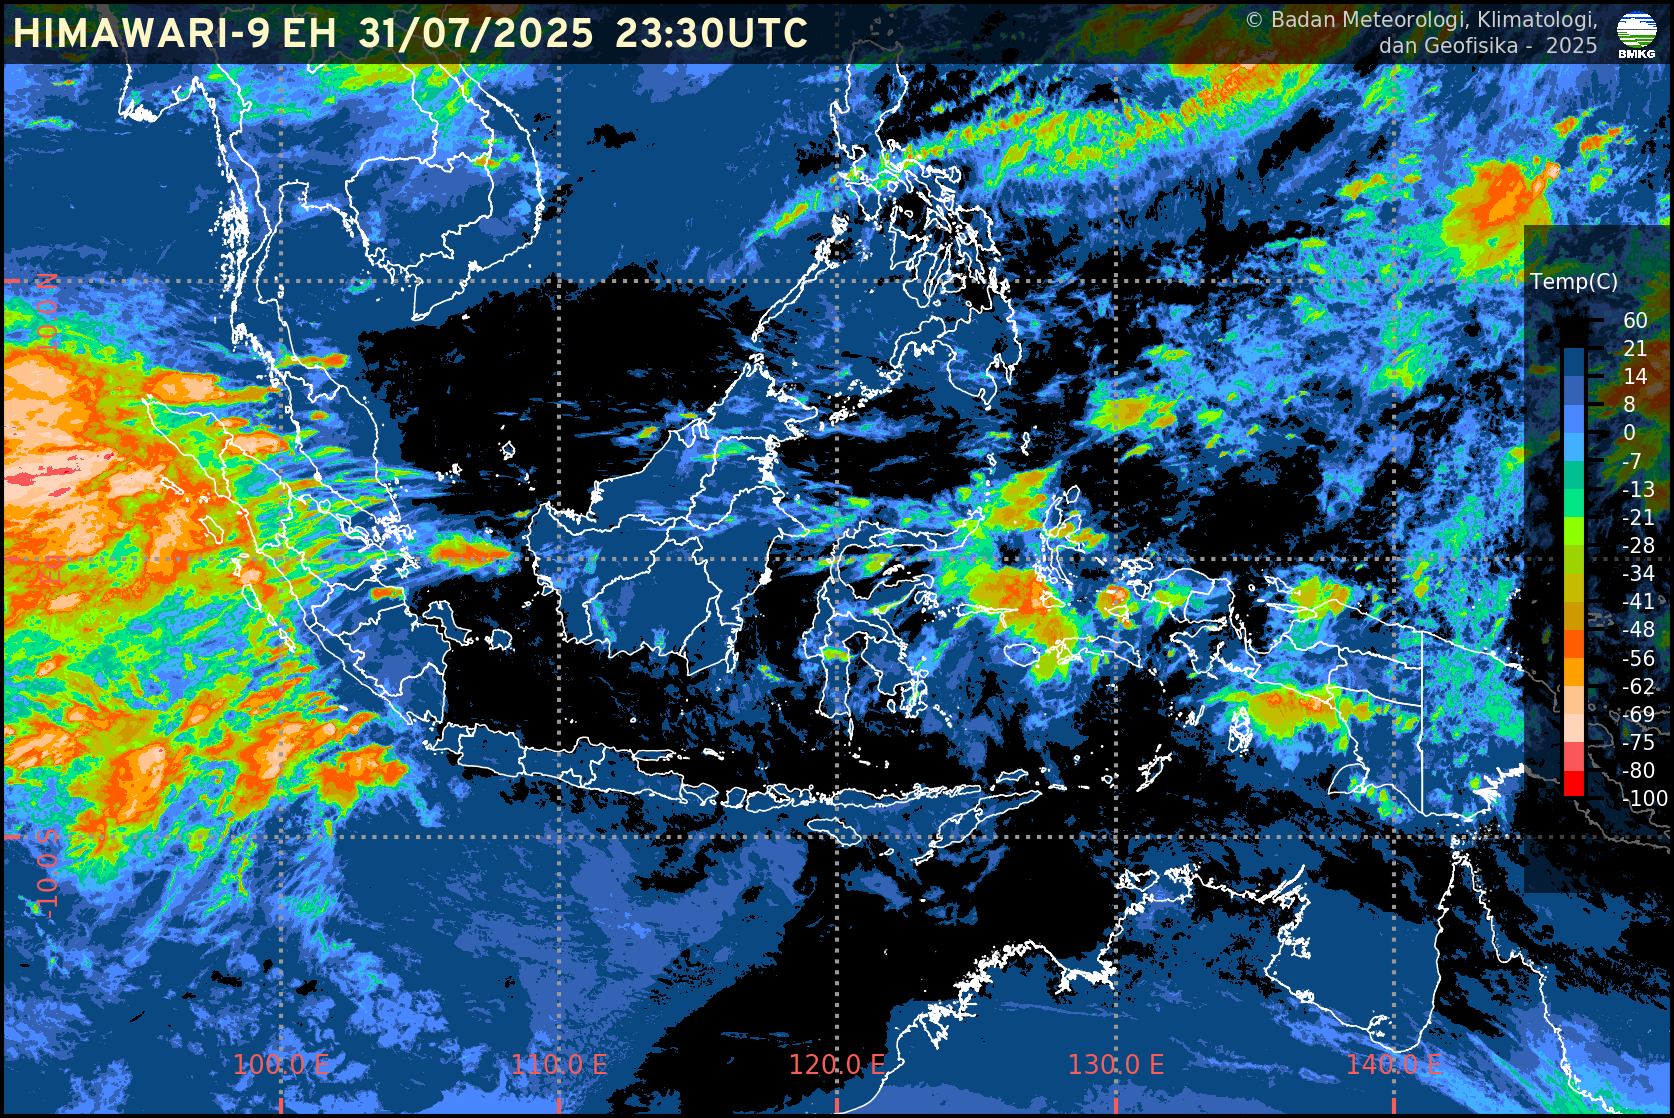 HIMAWARI-9 EH 31/07/2025 23:30UTC
© Badan Meteorologi, Klimatologi,
dan Geofisika - 2025
BMKG
Temp(C)
60
21
14
8
0
-7
-13
-21
-28
-34
-41
-48
-56
-62
-69
-75
-80
-100
10.0 N
-10.0 S
100.0 E
110.0 E
120.0 E
130.0 E
140.0 E